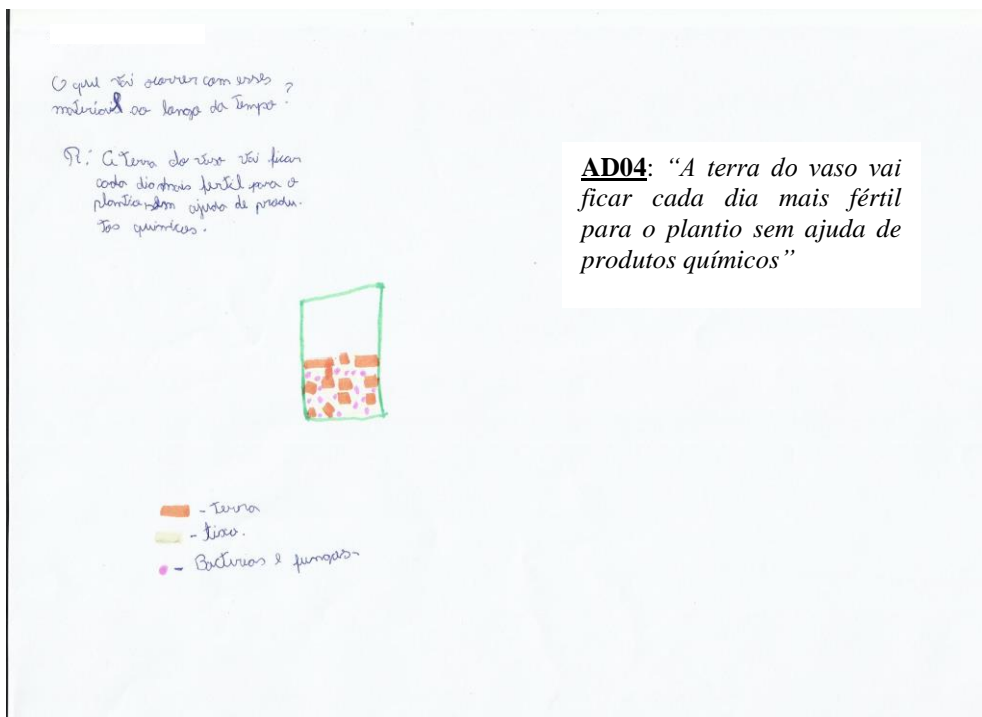 O que vai ocorrer com esses
materiais ao longo do tempo?
R: A terra do vaso vai ficar
cada dia mais fertil para o
plantio sem ajuda de produ-
tos químicos.
AD04: “A terra do vaso vai
ficar cada dia mais fértil
para o plantio sem ajuda de
produtos químicos”
- Terra
- Lixo.
- Bacterias e fungos-